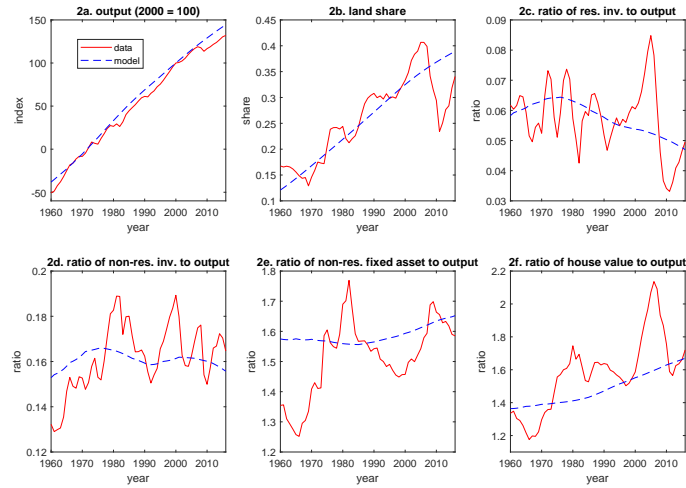 2a. output (2000 = 100)
index
150
100
50
0
-50
data
model
1960 1970 1980 1990 2000 2010
year
2b. land share
share
0.45
0.4
0.35
0.3
0.25
0.2
0.15
0.1
1960 1970 1980 1990 2000 2010
year
2c. ratio of res. inv. to output
ratio
0.09
0.08
0.07
0.06
0.05
0.04
0.03
1960 1970 1980 1990 2000 2010
year
2d. ratio of non-res. inv. to output
ratio
0.2
0.18
0.16
0.14
0.12
1960 1970 1980 1990 2000 2010
year
2e. ratio of non-res. fixed asset to output
ratio
1.8
1.7
1.6
1.5
1.4
1.3
1.2
1960 1970 1980 1990 2000 2010
year
2f. ratio of house value to output
ratio
2.2
2
1.8
1.6
1.4
1.2
1960 1970 1980 1990 2000 2010
year